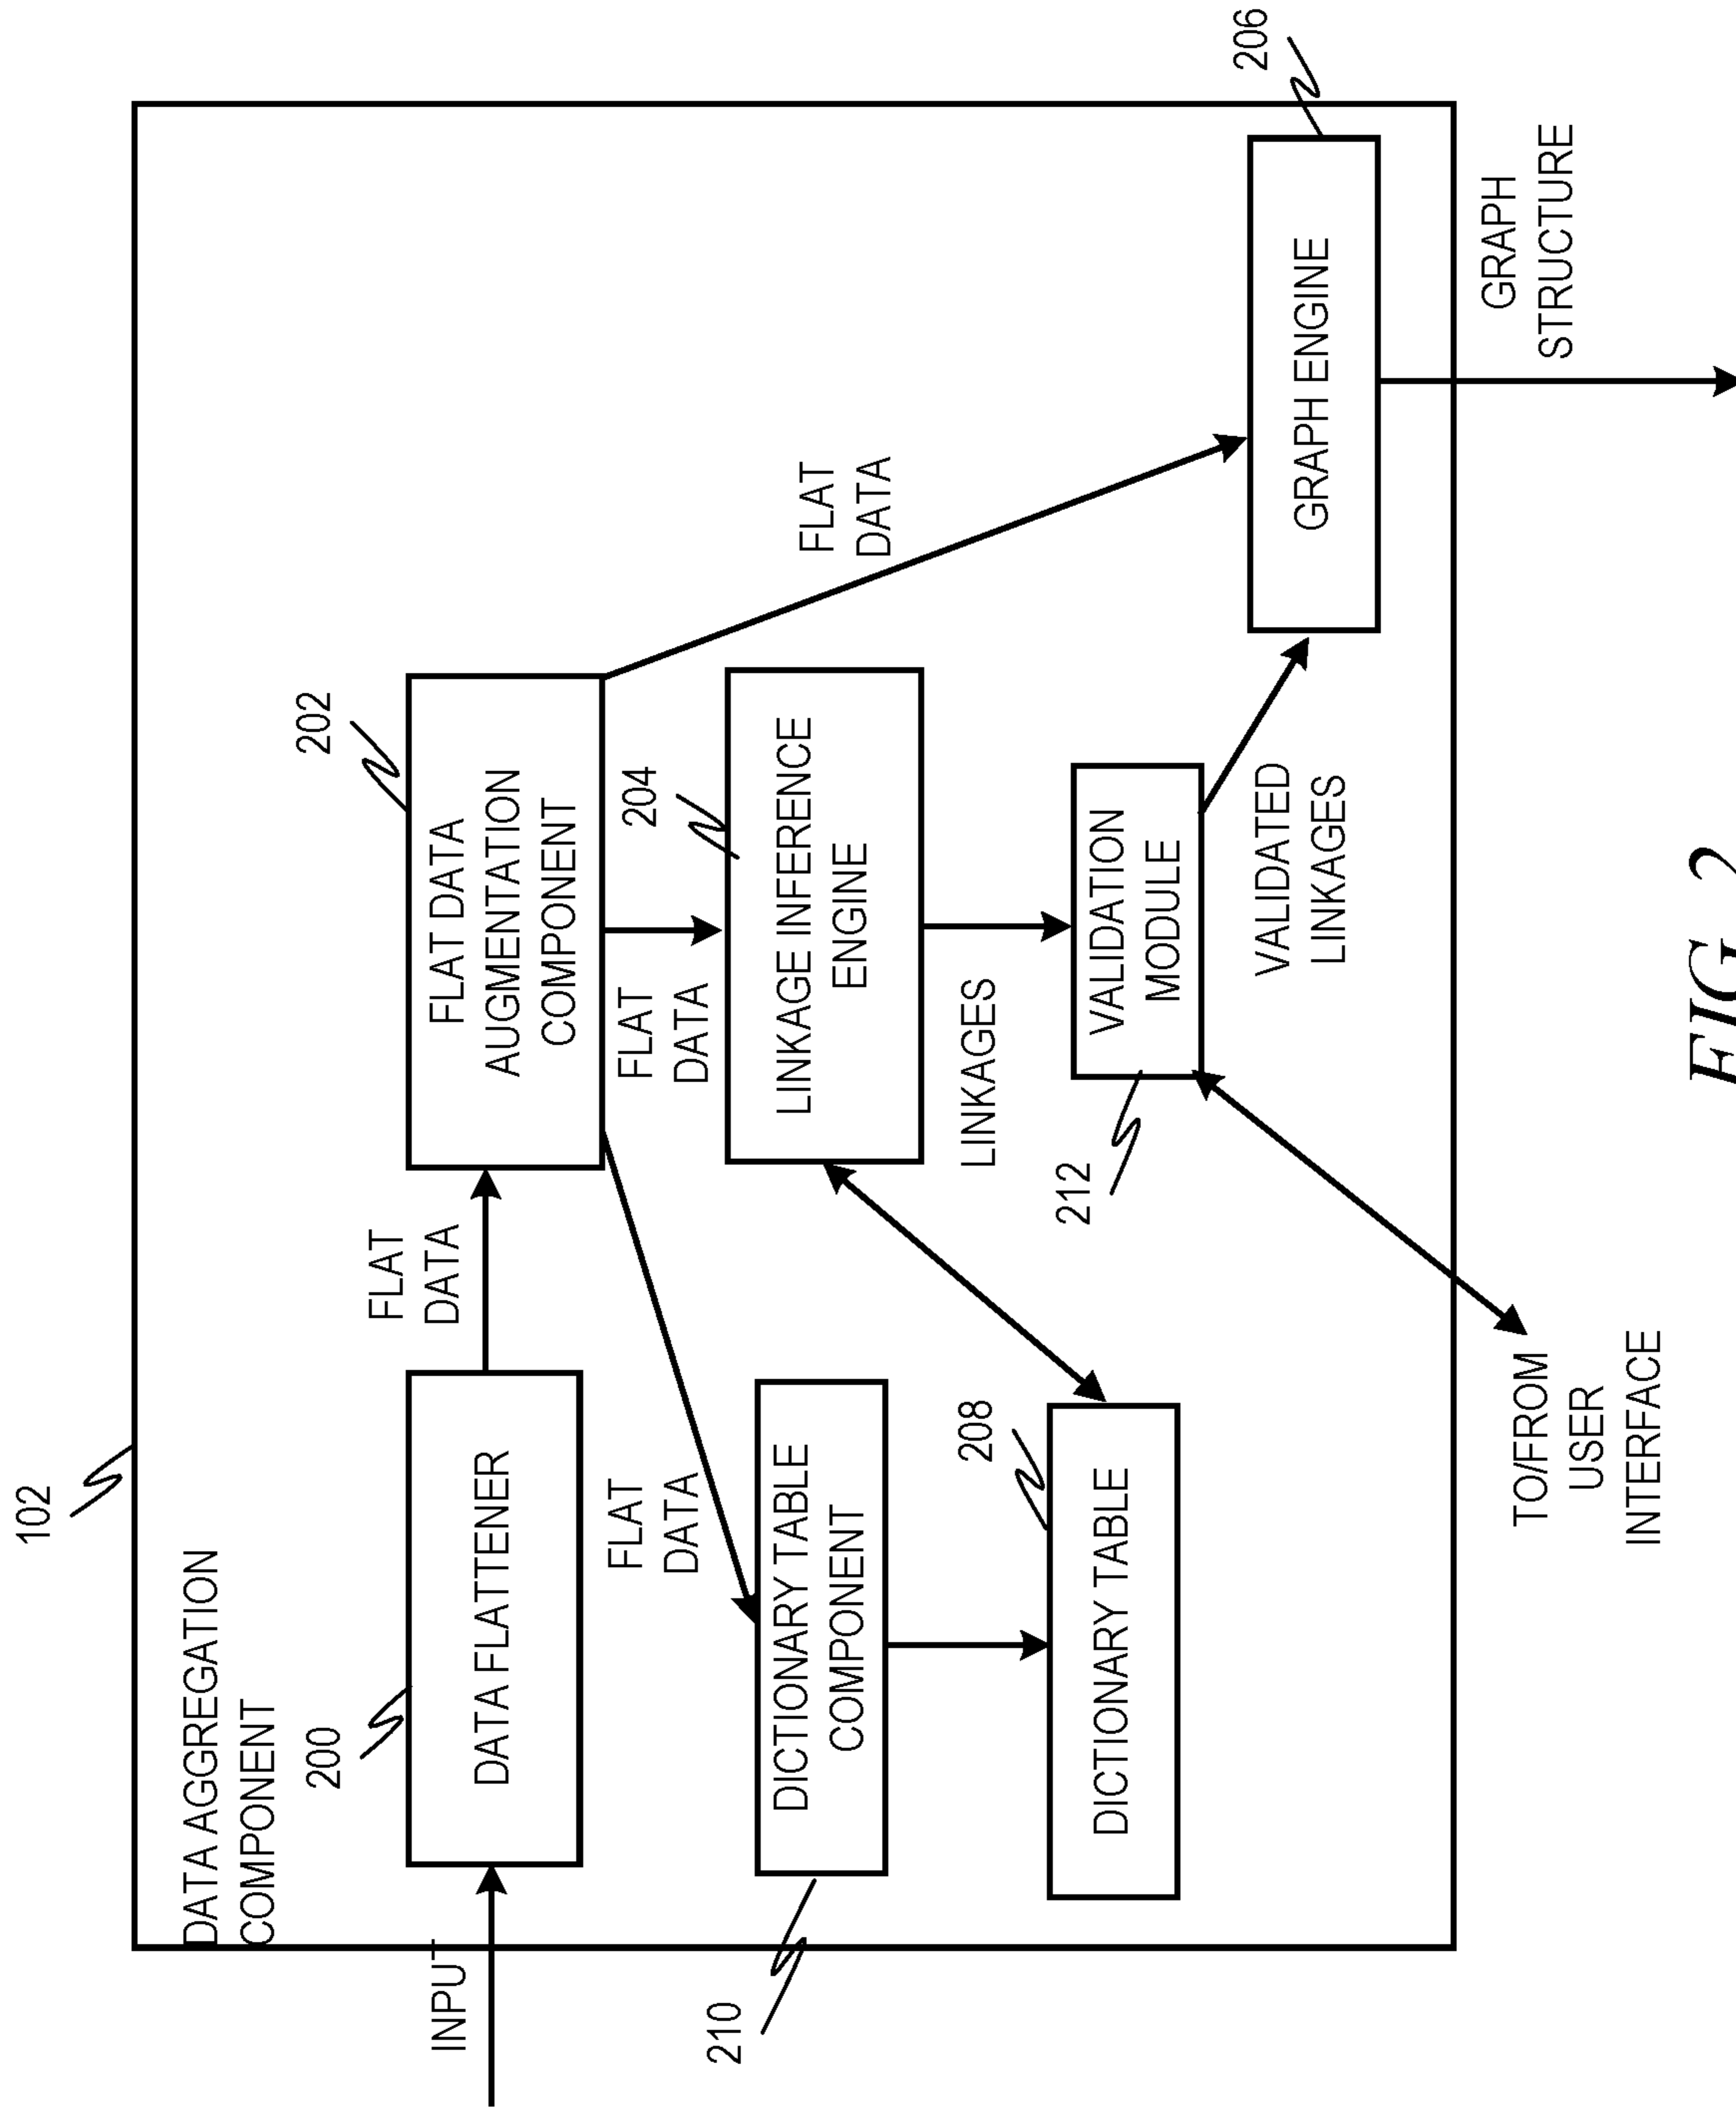 102
DATA AGGREGATION
COMPONENT
INPUT
200
DATA FLATTENER
FLAT
DATA
202
FLAT DATA
AUGMENTATION
COMPONENT
FLAT
DATA
210
DICTIONARY TABLE
COMPONENT
FLAT
DATA
204
LINKAGE INFERENCE
ENGINE
FLAT
DATA
208
DICTIONARY TABLE
LINKAGES
212
VALIDATION
MODULE
VALIDATED
LINKAGES
206
GRAPH ENGINE
GRAPH
STRUCTURE
TO/FROM
USER
INTERFACE
FIG. 2